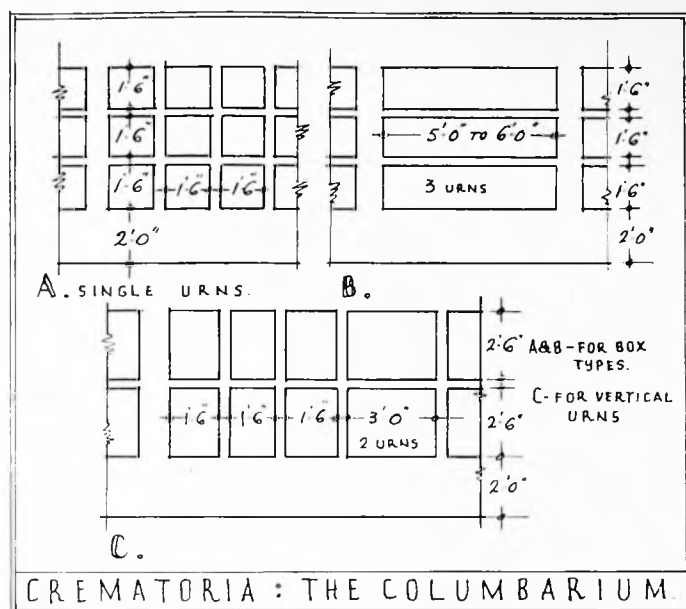 1'·6"
1'·6"
1'·6" 1'·6" 1'·6"
2'0"
A. SINGLE URNS.
5'·0" TO 6'·0"
3 URNS
1'·6"
1'·6"
1'·6"
2'0"
B.
1'·6" 1'·6" 1'·6" 3'·0"
2 URNS
2'·6"
2'·6"
2'0"
A&B-FOR BOX
TYPES.
C-FOR VERTICAL
URNS
C.
CREMATORIA : THE COLUMBARIUM.